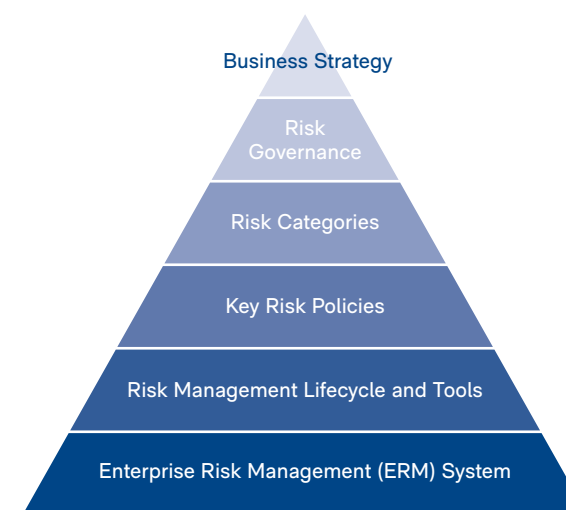 Business Strategy
Risk
Governance
Risk Categories
Key Risk Policies
Risk Management Lifecycle and Tools
Enterprise Risk Management (ERM) System